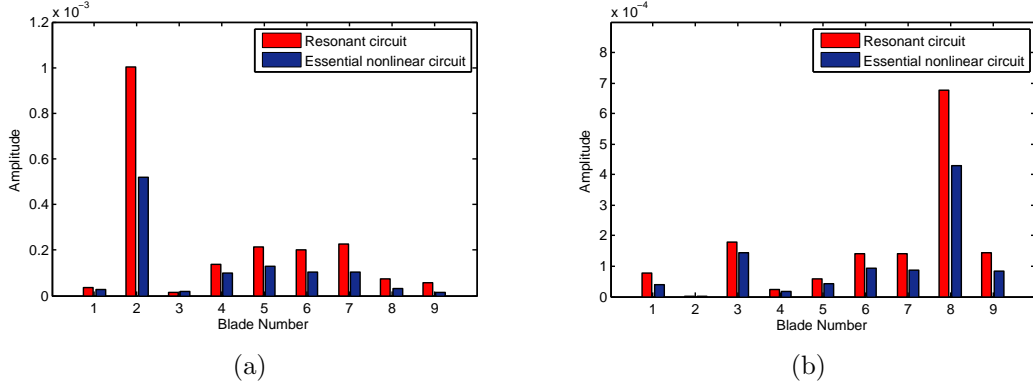 x 10⁻³
1.2
1
0.8
0.6
0.4
0.2
0
Amplitude
Resonant circuit
Essential nonlinear circuit
1 2 3 4 5 6 7 8 9
Blade Number
(a)
x 10⁻⁴
8
7
6
5
4
3
2
1
0
Amplitude
Resonant circuit
Essential nonlinear circuit
1 2 3 4 5 6 7 8 9
Blade Number
(b)